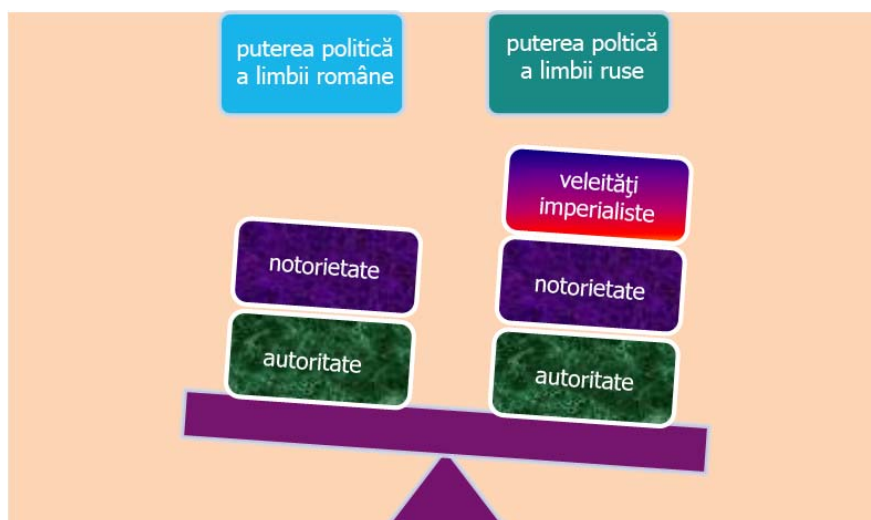 puterea politică
a limbii române
puterea poltică
a limbii ruse
veleităţi
imperialiste
notorietate
notorietate
autoritate
autoritate